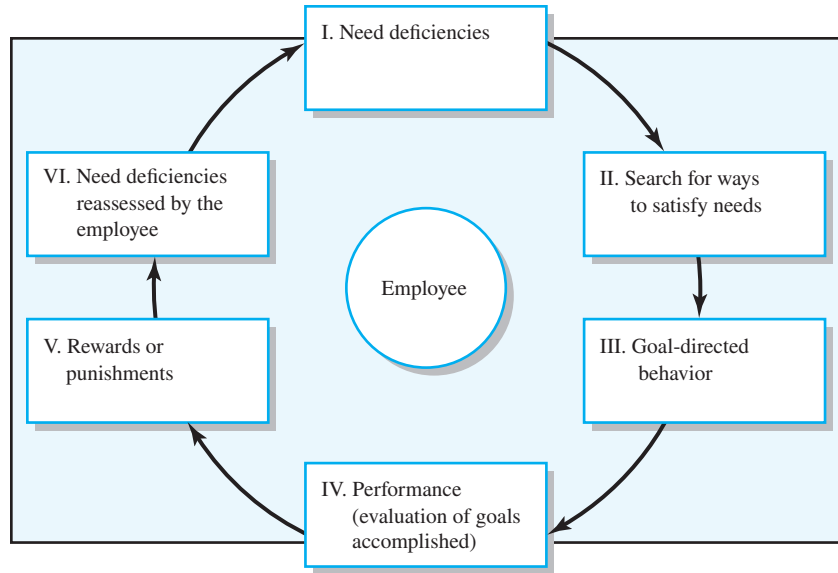 I. Need deficiencies
II. Search for ways
to satisfy needs
III. Goal-directed
behavior
IV. Performance
(evaluation of goals
accomplished)
V. Rewards or
punishments
VI. Need deficiencies
reassessed by the
employee
Employee